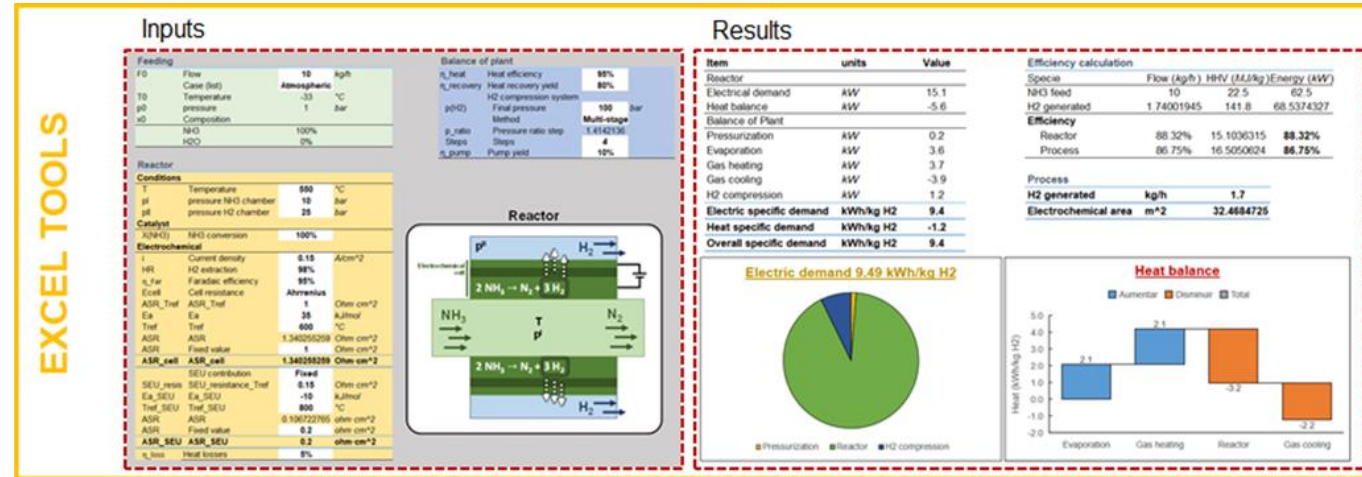 EXCEL TOOLS
Inputs
Feeding
F0 Flow 10 kg/h
Case (list) Atmospheric
T0 Temperature -33 °C
p0 pressure 1 bar
x0 Composition
NH3 100%
H2O 0%
Balance of plant
η_heat Heat efficiency 95%
η_recovery Heat recovery yield 80%
H2 compression system
p(H2) Final pressure 100 bar
Method Multi-stage
p_ratio Pressure ratio step 1.4142136
Steps Steps 4
η_pump Pump yield 10%
Reactor
Conditions
T Temperature 550 °C
pI pressure NH3 chamber 10 bar
pII pressure H2 chamber 25 bar
Catalyst
X(NH3) NH3 conversion 100%
Electrochemical
i Current density 0.15 A/cm^2
HR H2 extraction 98%
η_Far Faradaic efficiency 95%
Ecell Cell resistance Ahrrenius
ASR_Tref ASR_Tref 1 Ohm cm^2
Ea Ea 35 kJ/mol
Tref Tref 600 °C
ASR ASR 1.340255259 Ohm cm^2
ASR Fixed value 1 Ohm cm^2
ASR_cell ASR_cell 1.340255259 Ohm cm^2
SEU contribution Fixed
SEU_resis SEU_resistance_Tref 0.15 Ohm cm^2
Ea_SEU Ea_SEU -10 kJ/mol
Tref_SEU Tref_SEU 800 °C
ASR ASR 0.106722765 ohm cm^2
ASR Fixed value 0.2 ohm cm^2
ASR_SEU ASR_SEU 0.2 ohm cm^2
η_loss Heat losses 5%
Reactor
pII H2
2 NH3 → N2 + 3 H2
NH3 T N2
pI
2 NH3 → N2 + 3 H2
H2
Results
Item units Value
Reactor
Electrical demand kW 15.1
Heat balance kW -5.6
Balance of Plant
Pressurization kW 0.2
Evaporation kW 3.6
Gas heating kW 3.7
Gas cooling kW -3.9
H2 compression kW 1.2
Electric specific demand kWh/kg H2 9.4
Heat specific demand kWh/kg H2 -1.2
Overall specific demand kWh/kg H2 9.4
Efficiency calculation
Specie Flow (kg/h) HHV (MJ/kg) Energy (kW)
NH3 feed 10 22.5 62.5
H2 generated 1.74001945 141.8 68.5374327
Efficiency
Reactor 88.32% 15.1036315 88.32%
Process 86.75% 16.5050624 86.75%
Process
H2 generated kg/h 1.7
Electrochemical area m^2 32.4684725
Electric demand 9.49 kWh/kg H2
Pressurization Reactor H2 compression
Heat balance
Aumentar Disminuir Total
Heat (kWh/kg H2)
5.0
4.0
3.0
2.0
1.0
0.0
-1.0
-2.0
2.1 2.1 -3.2 -2.2
Evaporation Gas heating Reactor Gas cooling